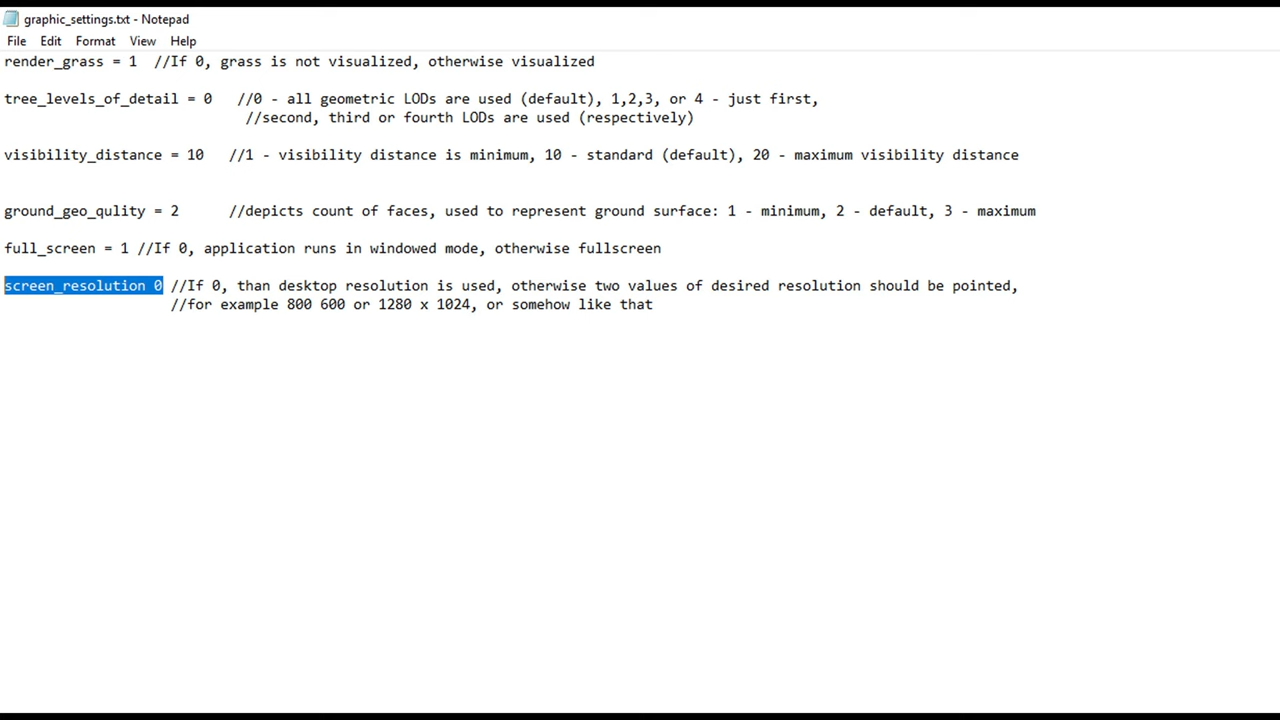 graphic_settings.txt - Notepad
File Edit Format View Help
render_grass = 1 //If 0, grass is not visualized, otherwise visualized
tree_levels_of_detail = 0 //0 - all geometric LODs are used (default), 1,2,3, or 4 - just first,
//second, third or fourth LODs are used (respectively)
visibility_distance = 10 //1 - visibility distance is minimum, 10 - standard (default), 20 - maximum visibility distance
ground_geo_qulity = 2 //depicts count of faces, used to represent ground surface: 1 - minimum, 2 - default, 3 - maximum
full_screen = 1 //If 0, application runs in windowed mode, otherwise fullscreen
screen_resolution 0 //If 0, than desktop resolution is used, otherwise two values of desired resolution should be pointed,
//for example 800 600 or 1280 x 1024, or somehow like that